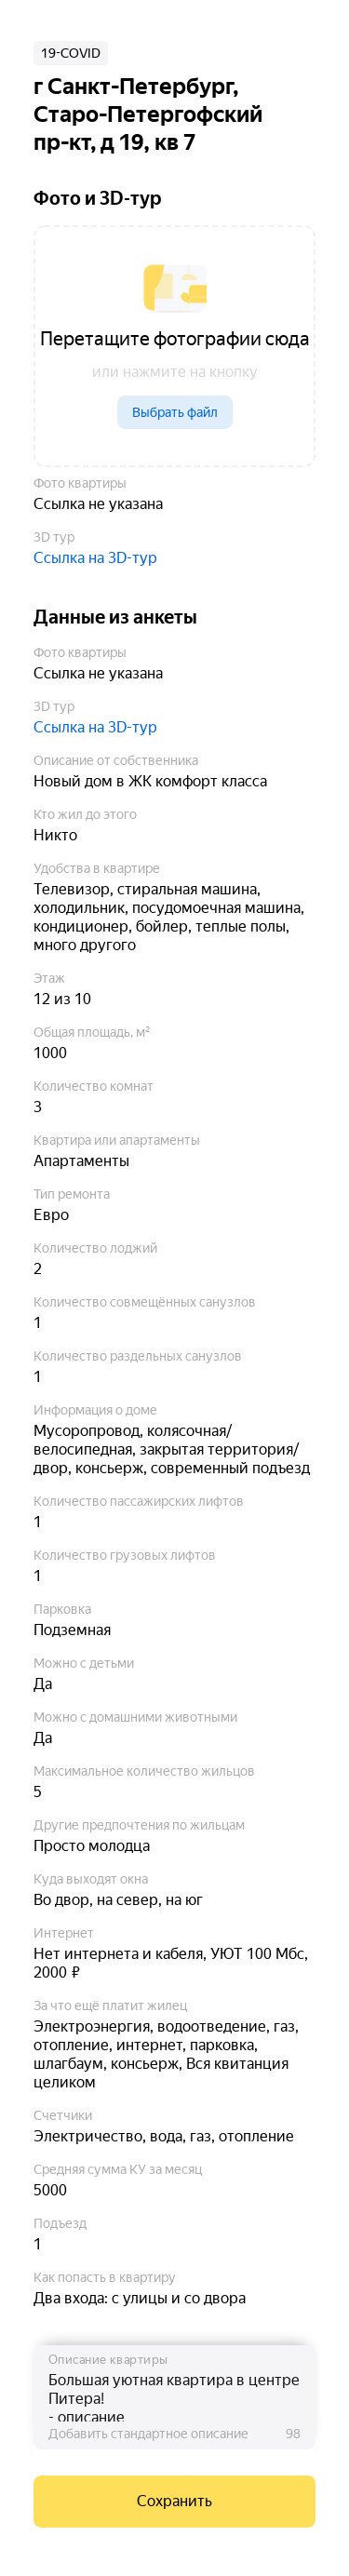 19-COVID
г Санкт-Петербург,
Старо-Петергофский
пр-кт, д 19, кв 7
Фото и 3D-тур
Перетащите фотографии сюда
или нажмите на кнопку
Выбрать файл
Фото квартиры
Ссылка не указана
3D тур
Ссылка на 3D-тур
Данные из анкеты
Фото квартиры
Ссылка не указана
3D тур
Ссылка на 3D-тур
Описание от собственника
Новый дом в ЖК комфорт класса
Кто жил до этого
Никто
Удобства в квартире
Телевизор, стиральная машина,
холодильник, посудомоечная машина,
кондиционер, бойлер, теплые полы,
много другого
Этаж
12 из 10
Общая площадь, м²
1000
Количество комнат
3
Квартира или апартаменты
Апартаменты
Тип ремонта
Евро
Количество лоджий
2
Количество совмещённых санузлов
1
Количество раздельных санузлов
1
Информация о доме
Мусоропровод, колясочная/
велосипедная, закрытая территория/
двор, консьерж, современный подъезд
Количество пассажирских лифтов
1
Количество грузовых лифтов
1
Парковка
Подземная
Можно с детьми
Да
Можно с домашними животными
Да
Максимальное количество жильцов
5
Другие предпочтения по жильцам
Просто молодца
Куда выходят окна
Во двор, на север, на юг
Интернет
Нет интернета и кабеля, УЮТ 100 Мбс,
2000 ₽
За что ещё платит жилец
Электроэнергия, водоотведение, газ,
отопление, интернет, парковка,
шлагбаум, консьерж, Вся квитанция
целиком
Счетчики
Электричество, вода, газ, отопление
Средняя сумма КУ за месяц
5000
Подъезд
1
Как попасть в квартиру
Два входа: с улицы и со двора
Описание квартиры
Большая уютная квартира в центре
Питера!
- описание
Добавить стандартное описание 98
Сохранить